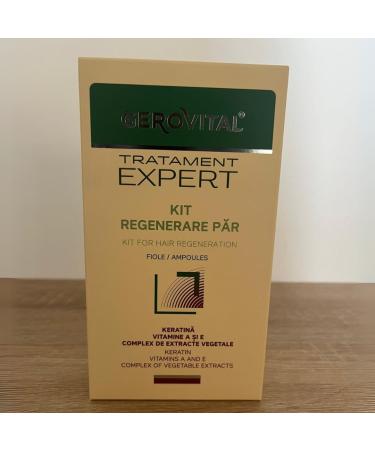 GEROVITAL®
TRATAMENT
EXPERT
KIT
REGENERARE PĂR
KIT FOR HAIR REGENERATION
FIOLE / AMPOULES
KERATINĂ
VITAMINE A ȘI E
COMPLEX DE EXTRACTE VEGETALE
KERATIN
VITAMINS A AND E
COMPLEX OF VEGETABLE EXTRACTS